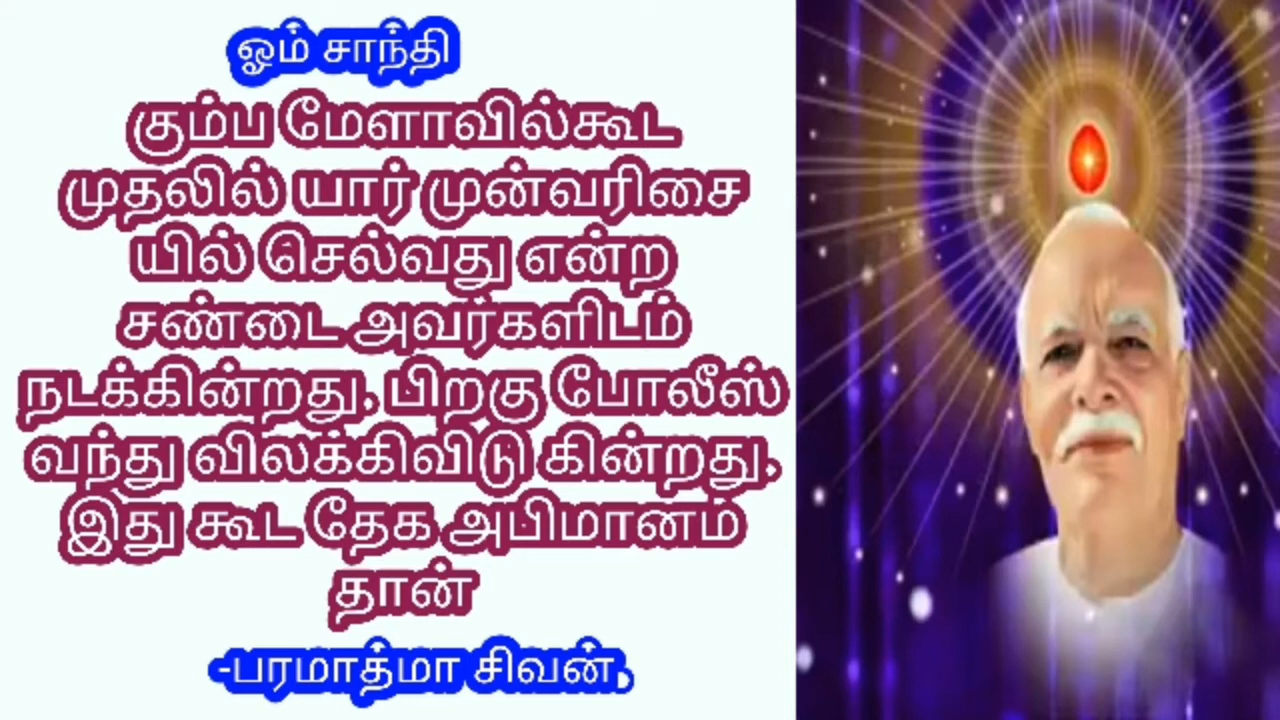 ஓம் சாந்தி
கும்ப மேளாவில்கூட
முதலில் யார் முன்வரிசை
யில் செல்வது என்ற
சண்டை அவர்களிடம்
நடக்கின்றது. பிறகு போலீஸ்
வந்து விலக்கிவிடு கின்றது.
இது கூட தேக அபிமானம்
தான்
-பரமாத்மா சிவன்,